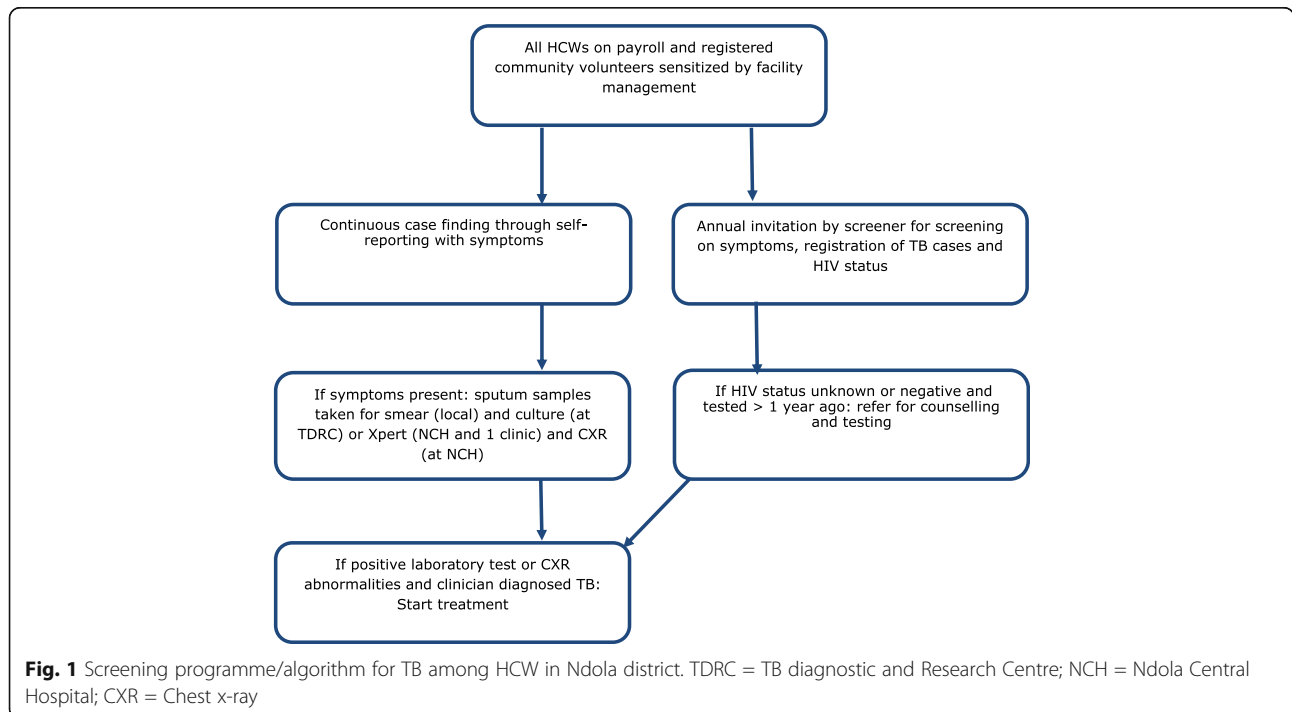 All HCWs on payroll and registered
community volunteers sensitized by facility
management
Continuous case finding through self-
reporting with symptoms
Annual invitation by screener for screening
on symptoms, registration of TB cases and
HIV status
If symptoms present: sputum samples
taken for smear (local) and culture (at
TDRC) or Xpert (NCH and 1 clinic) and CXR
(at NCH)
If HIV status unknown or negative and
tested > 1 year ago: refer for counselling
and testing
If positive laboratory test or CXR
abnormalities and clinician diagnosed TB:
Start treatment
Fig. 1 Screening programme/algorithm for TB among HCW in Ndola district. TDRC = TB diagnostic and Research Centre; NCH = Ndola Central
Hospital; CXR = Chest x-ray